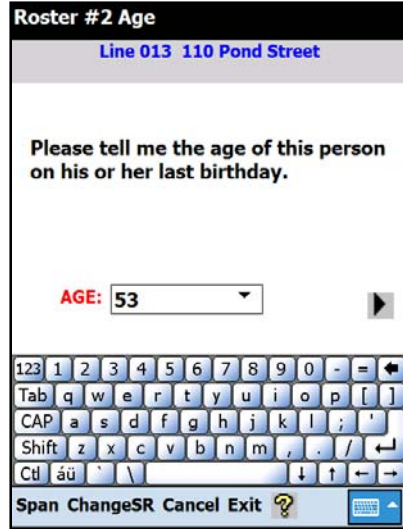 Roster #2 Age
Line 013 110 Pond Street
Please tell me the age of this person
on his or her last birthday.
AGE: 53
123 1 2 3 4 5 6 7 8 9 0 - =
Tab q w e r t y u i o p [ ]
CAP a s d f g h j k l ; '
Shift z x c v b n m , . /
Ctl áü ` \
Span ChangeSR Cancel Exit ?